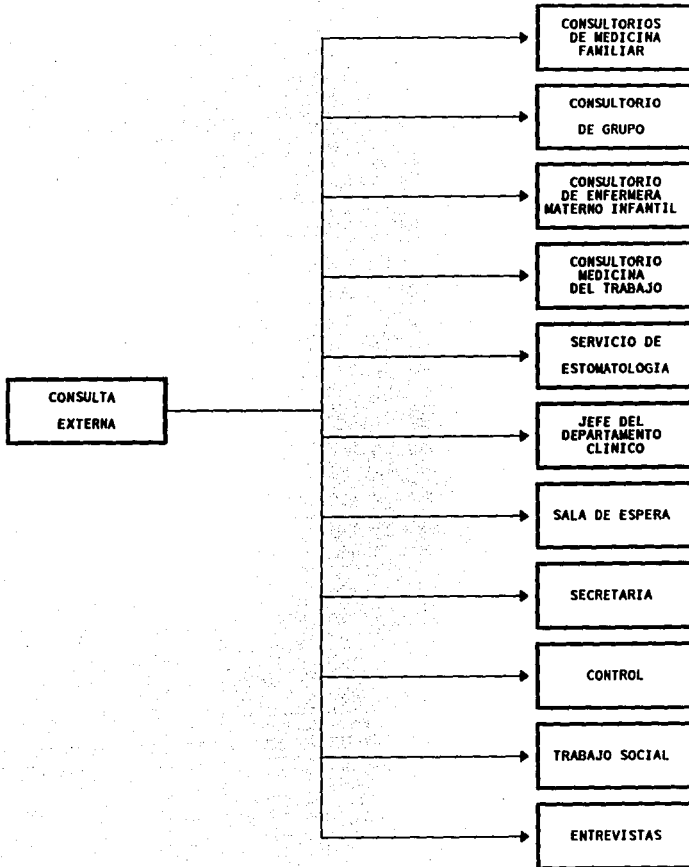 CONSULTORIOS
DE MEDICINA
FAMILIAR
CONSULTORIO
DE GRUPO
CONSULTORIO
DE ENFERMERA
MATERNO INFANTIL
CONSULTORIO
MEDICINA
DEL TRABAJO
SERVICIO DE
ESTOMATOLOGIA
CONSULTA
EXTERNA
JEFE DEL
DEPARTAMENTO
CLINICO
SALA DE ESPERA
SECRETARIA
CONTROL
TRABAJO SOCIAL
ENTREVISTAS